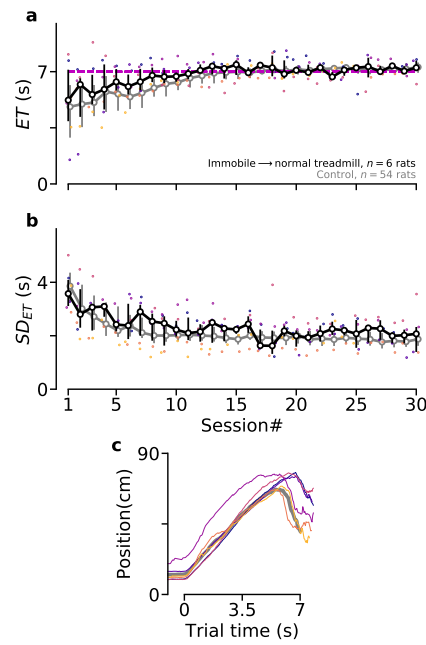 a
ET (s)
7
0
Immobile ⟶ normal treadmill, n = 6 rats
Control, n = 54 rats
b
SD_ET (s)
4
0
1 5 10 15 20 25 30
Session#
c
Position(cm)
90
0
0 3.5 7
Trial time (s)